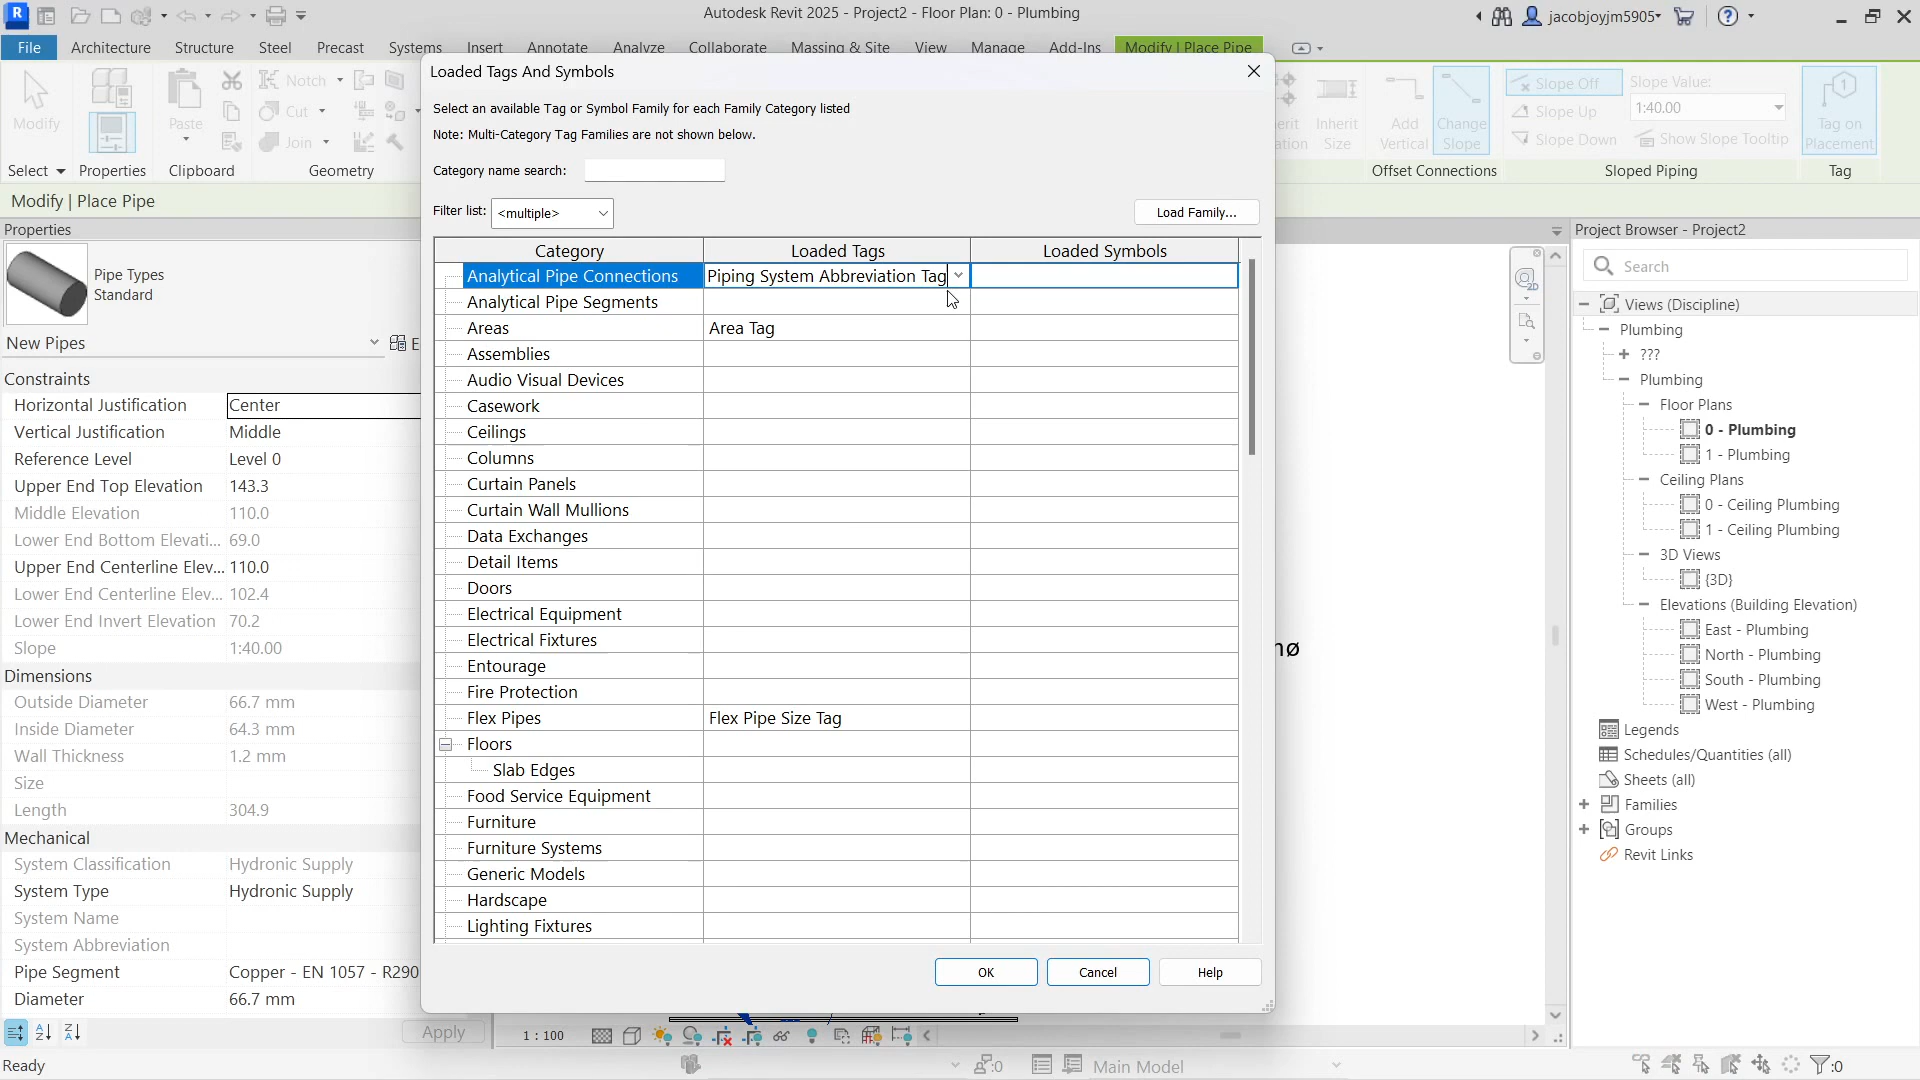 Autodesk Revit 2025 - Project2 - Floor Plan: 0 - Plumbing
jacobjoyjm5905
File Architecture Structure Steel Precast Systems Insert Annotate Analyze Collaborate Massing & Site View Manage Add-Ins Modify | Place Pipe
Modify
Paste
Notch
Cut
Join
Inherit Size
Add Vertical
Change Slope
Slope Off
Slope Up
Slope Down
Slope Value:
1:40.00
Show Slope Tooltip
Tag on Placement
Select Properties Clipboard Geometry Offset Connections Sloped Piping Tag
Modify | Place Pipe
Properties
Pipe Types
Standard
New Pipes
Constraints
Horizontal Justification Center
Vertical Justification Middle
Reference Level Level 0
Upper End Top Elevation 143.3
Middle Elevation 110.0
Lower End Bottom Elevati... 69.0
Upper End Centerline Elev... 110.0
Lower End Centerline Elev... 102.4
Lower End Invert Elevation 70.2
Slope 1:40.00
Dimensions
Outside Diameter 66.7 mm
Inside Diameter 64.3 mm
Wall Thickness 1.2 mm
Size
Length 304.9
Mechanical
System Classification Hydronic Supply
System Type Hydronic Supply
System Name
System Abbreviation
Pipe Segment Copper - EN 1057 - R290
Diameter 66.7 mm
Apply
Loaded Tags And Symbols
Select an available Tag or Symbol Family for each Family Category listed
Note: Multi-Category Tag Families are not shown below.
Category name search:
Filter list: <multiple>
Load Family...
Category Loaded Tags Loaded Symbols
Analytical Pipe Connections Piping System Abbreviation Tag
Analytical Pipe Segments
Areas Area Tag
Assemblies
Audio Visual Devices
Casework
Ceilings
Columns
Curtain Panels
Curtain Wall Mullions
Data Exchanges
Detail Items
Doors
Electrical Equipment
Electrical Fixtures
Entourage
Fire Protection
Flex Pipes Flex Pipe Size Tag
Floors
Slab Edges
Food Service Equipment
Furniture
Furniture Systems
Generic Models
Hardscape
Lighting Fixtures
OK Cancel Help
Project Browser - Project2
Search
Views (Discipline)
Plumbing
???
Plumbing
Floor Plans
0 - Plumbing
1 - Plumbing
Ceiling Plans
0 - Ceiling Plumbing
1 - Ceiling Plumbing
3D Views
{3D}
Elevations (Building Elevation)
East - Plumbing
North - Plumbing
South - Plumbing
West - Plumbing
Legends
Schedules/Quantities (all)
Sheets (all)
Families
Groups
Revit Links
1 : 100
Ready
:0
Main Model
:0